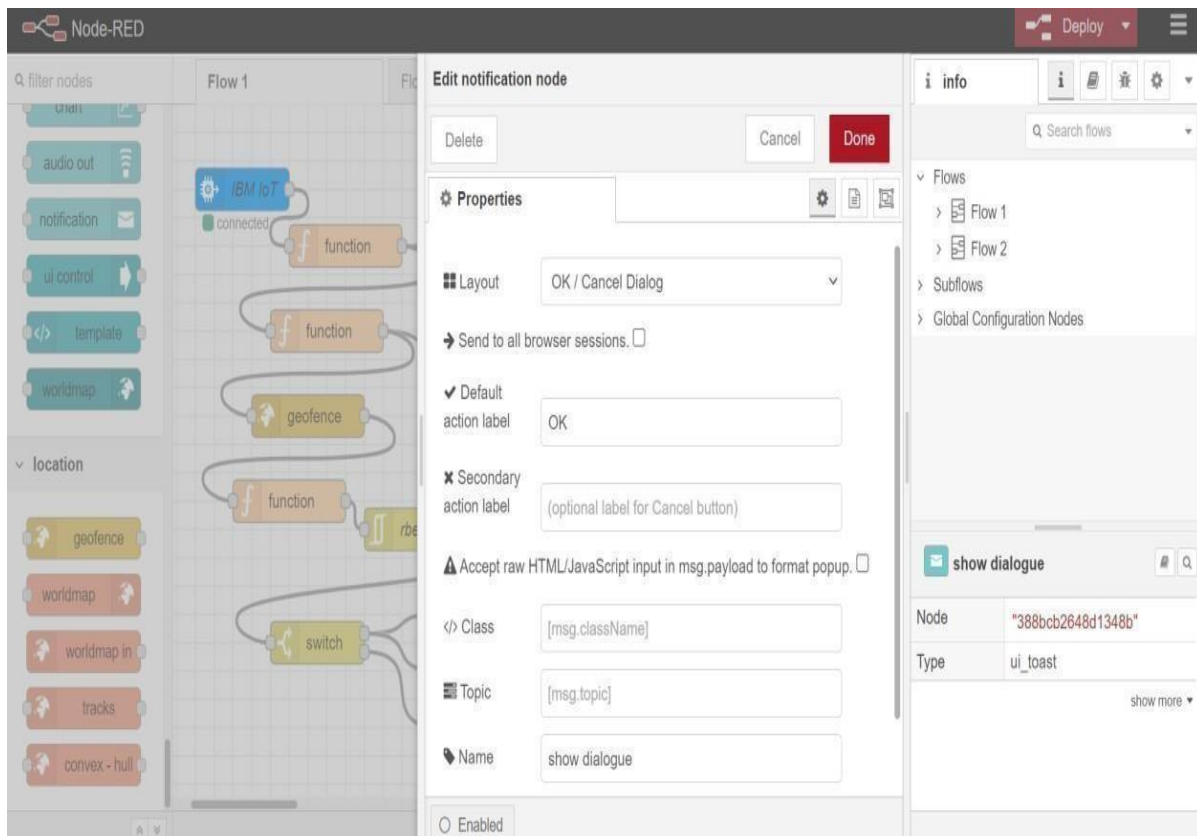 Node-RED
Deploy
filter nodes
chart
audio out
notification
ui control
template
worldmap
location
geofence
worldmap
worldmap in
tracks
convex - hull
Flow 1
IBM IoT
connected
function
function
geofence
function
switch
Edit notification node
Delete
Cancel
Done
Properties
Layout
OK / Cancel Dialog
Send to all browser sessions.
Default
action label
OK
Secondary
action label
(optional label for Cancel button)
Accept raw HTML/JavaScript input in msg.payload to format popup.
</> Class
[msg.className]
Topic
[msg.topic]
Name
show dialogue
Enabled
i info
i
Search flows
Flows
Flow 1
Flow 2
Subflows
Global Configuration Nodes
show dialogue
Node
"388bcb2648d1348b"
Type
ui_toast
show more